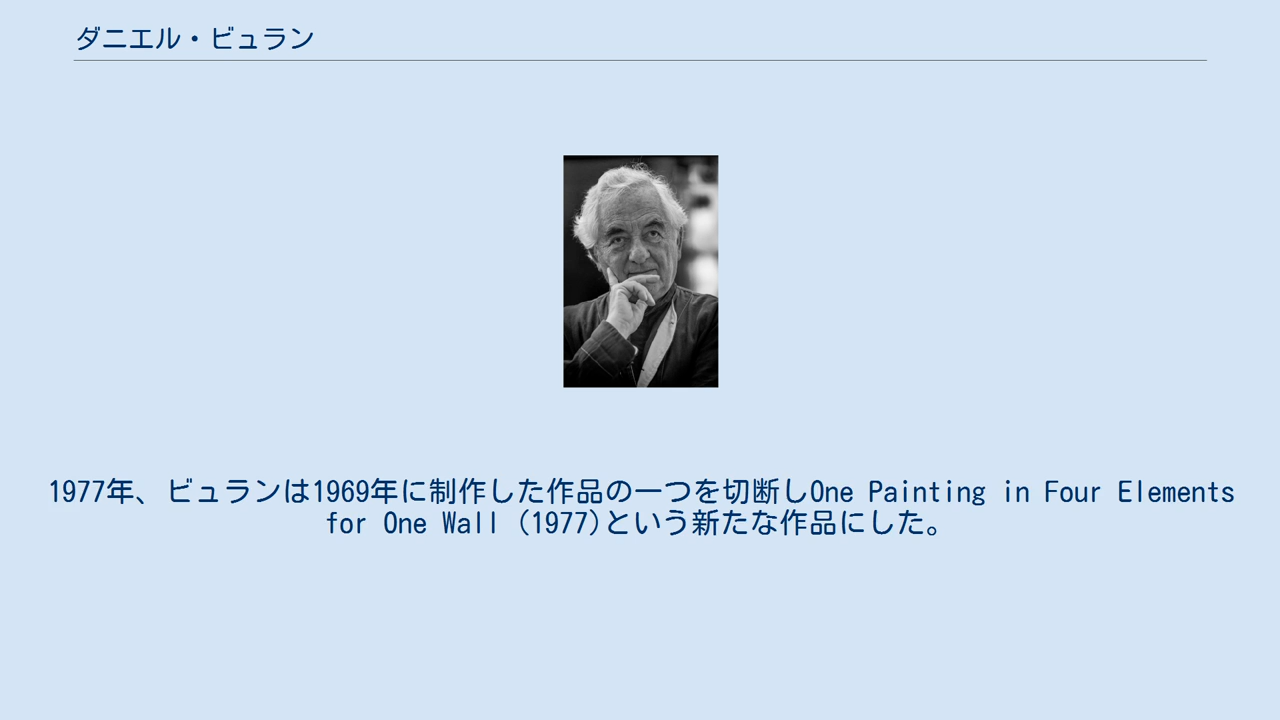 ダニエル・ビュラン
1977年、ビュランは1969年に制作した作品の一つを切断しOne Painting in Four Elements
for One Wall (1977)という新たな作品にした。